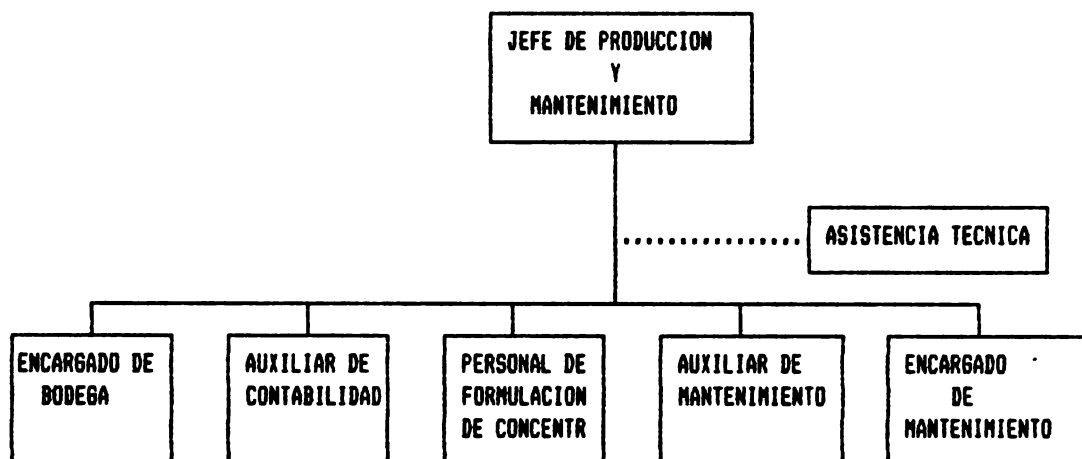 JEFE DE PRODUCCION
Y
MANTENIMIENTO
ASISTENCIA TECNICA
ENCARGADO DE
BODEGA
AUXILIAR DE
CONTABILIDAD
PERSONAL DE
FORMULACION
DE CONCENTR
AUXILIAR DE
MANTENIMIENTO
ENCARGADO
DE
MANTENIMIENTO